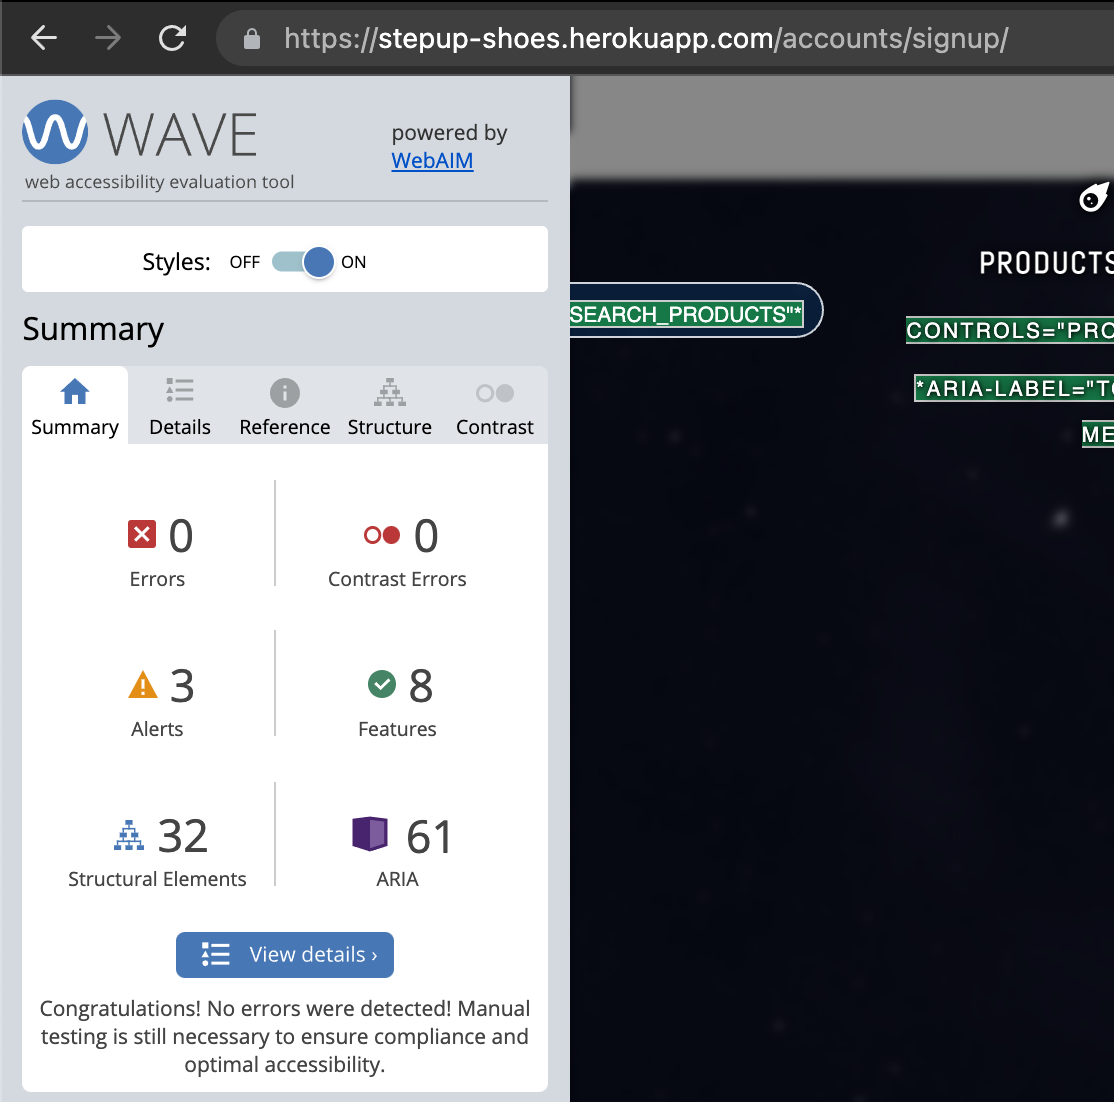 https://stepup-shoes.herokuapp.com/accounts/signup/
WAVE
web accessibility evaluation tool
powered by
WebAIM
Styles: OFF ON
Summary
Summary Details Reference Structure Contrast
0 0
Errors Contrast Errors
3 8
Alerts Features
32 61
Structural Elements ARIA
View details ›
Congratulations! No errors were detected! Manual
testing is still necessary to ensure compliance and
optimal accessibility.
PRODUCTS
SEARCH_PRODUCTS"*
CONTROLS="PRO
*ARIA-LABEL="TO
ME